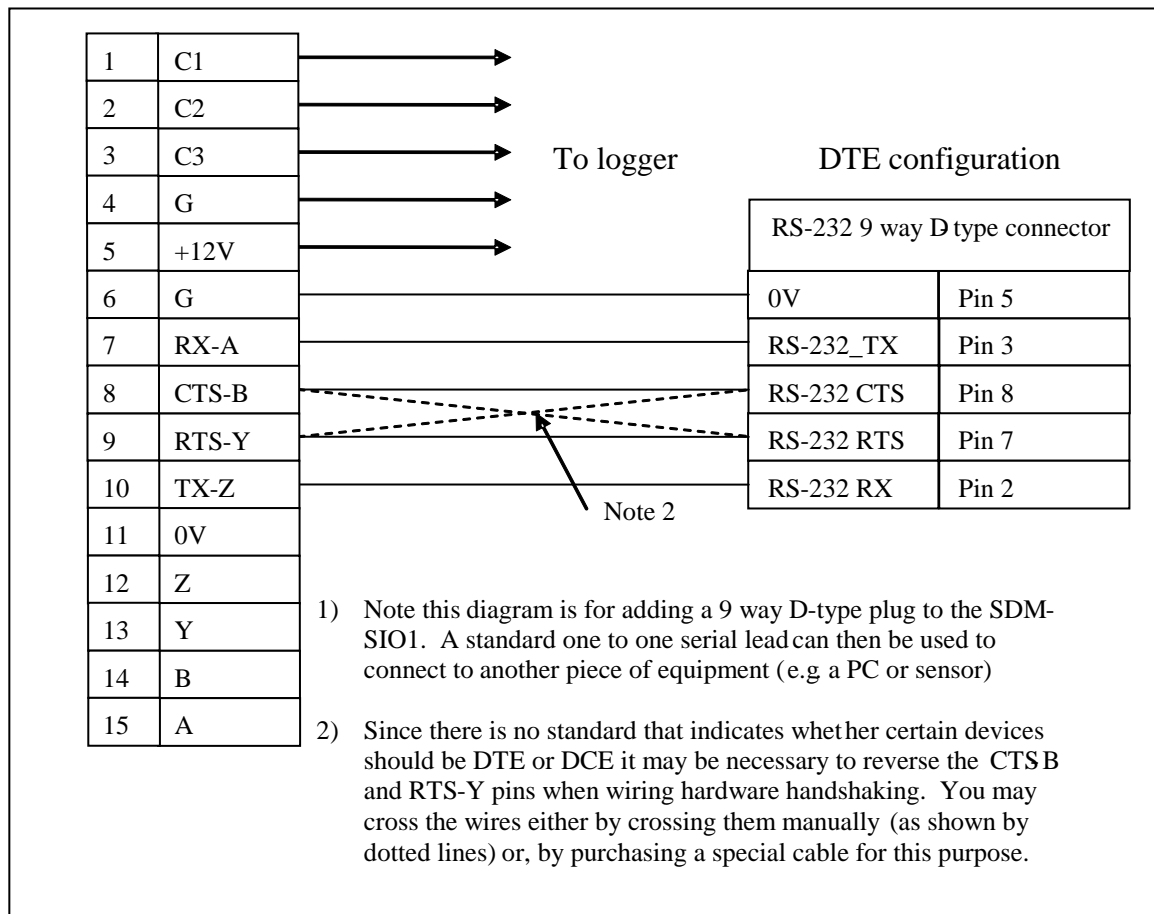 1 C1
2 C2
3 C3
To logger
DTE configuration
4 G
5 +12V
RS-232 9 way D-type connector
6 G
0V Pin 5
7 RX-A
RS-232_TX Pin 3
8 CTS-B
RS-232 CTS Pin 8
9 RTS-Y
RS-232 RTS Pin 7
10 TX-Z
RS-232 RX Pin 2
Note 2
11 0V
12 Z
13 Y
14 B
15 A
1) Note this diagram is for adding a 9 way D-type plug to the SDM-
SIO1. A standard one to one serial lead can then be used to
connect to another piece of equipment (e.g. a PC or sensor)
2) Since there is no standard that indicates whether certain devices
should be DTE or DCE it may be necessary to reverse the CTS-B
and RTS-Y pins when wiring hardware handshaking. You may
cross the wires either by crossing them manually (as shown by
dotted lines) or, by purchasing a special cable for this purpose.